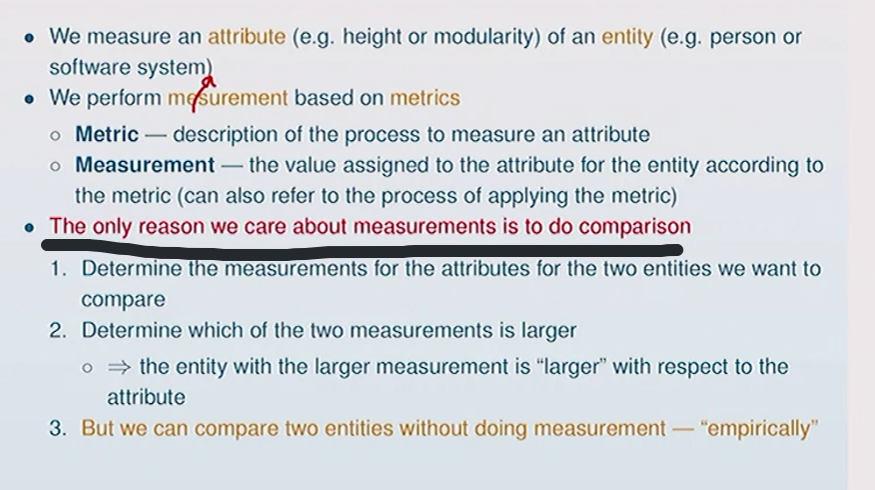 • We measure an attribute (e.g. height or modularity) of an entity (e.g. person or
software system)
• We perform mesurement based on metrics
○ Metric — description of the process to measure an attribute
○ Measurement — the value assigned to the attribute for the entity according to
the metric (can also refer to the process of applying the metric)
• The only reason we care about measurements is to do comparison
1. Determine the measurements for the attributes for the two entities we want to
compare
2. Determine which of the two measurements is larger
○ ⇒ the entity with the larger measurement is “larger” with respect to the
attribute
3. But we can compare two entities without doing measurement — “empirically”